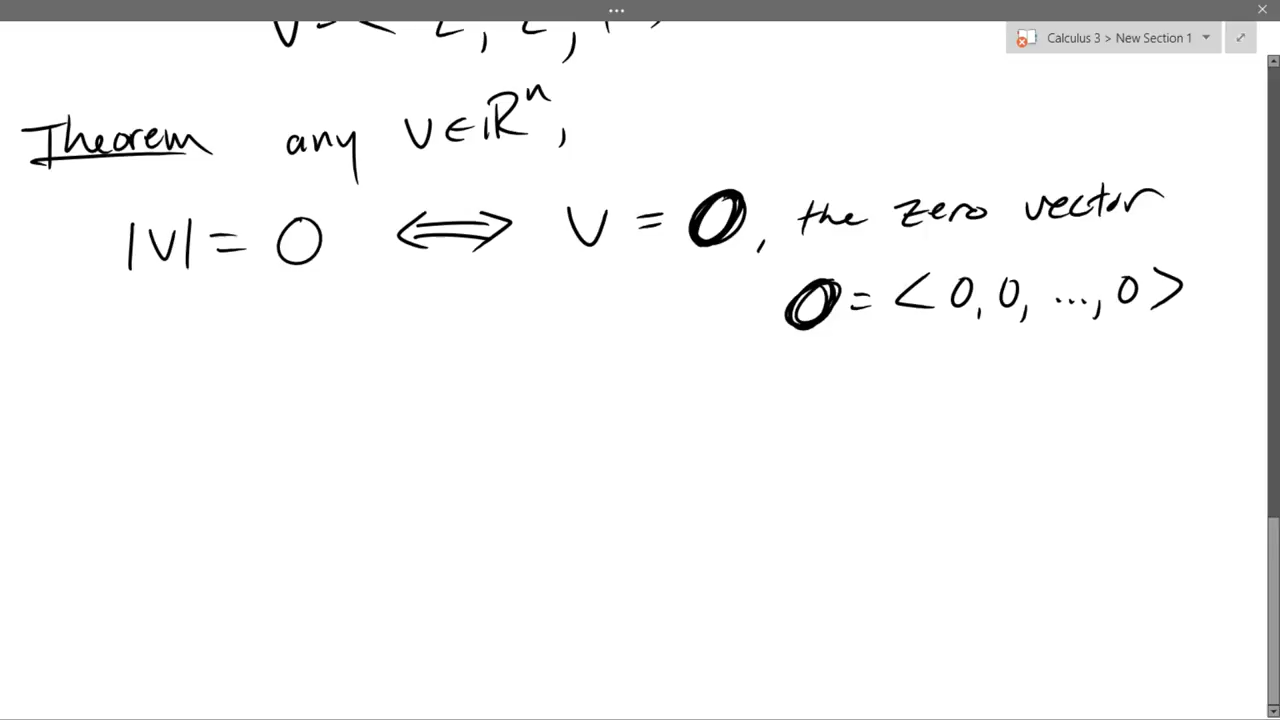 Calculus 3 > New Section 1
Theorem any v∈ℝⁿ,
|v| = 0 ⟺ v = 0, the zero vector
0 = <0, 0, ..., 0>